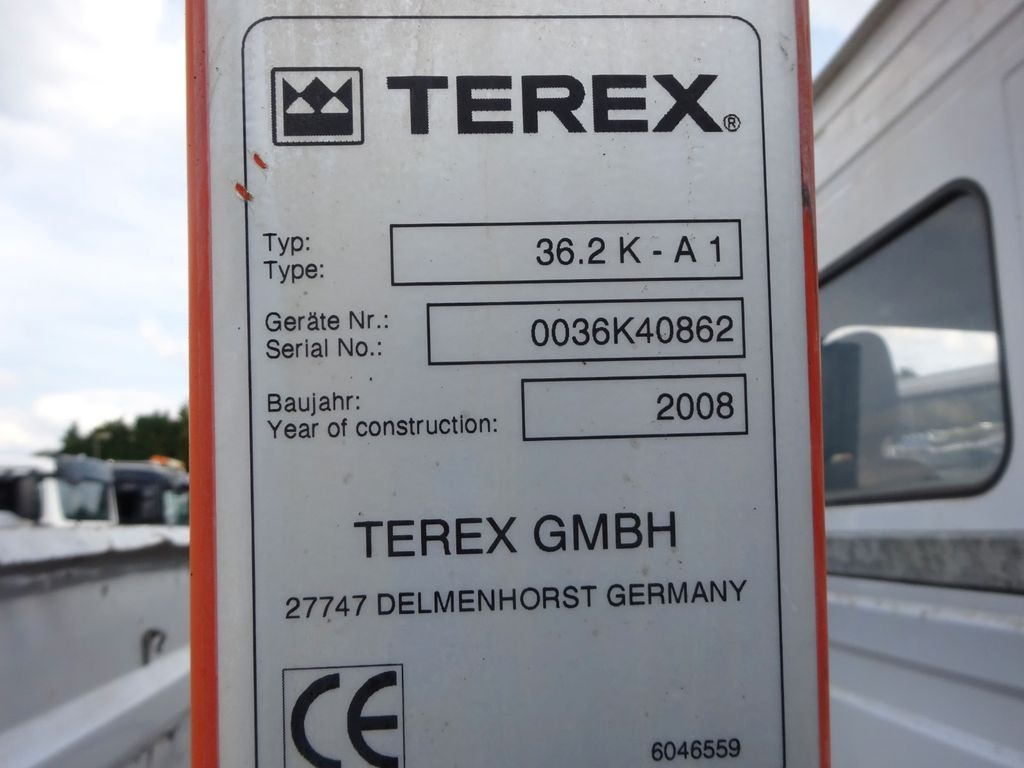 TEREX®
Typ:
Type:
36.2 K - A 1
Geräte Nr.:
Serial No.:
0036K40862
Baujahr:
Year of construction:
2008
TEREX GMBH
27747 DELMENHORST GERMANY
CE
6046559